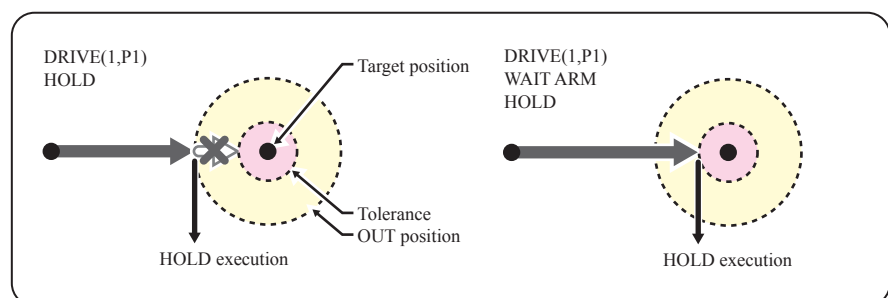 DRIVE(1,P1)
HOLD
Target position
Tolerance
OUT position
HOLD execution
DRIVE(1,P1)
WAIT ARM
HOLD
HOLD execution